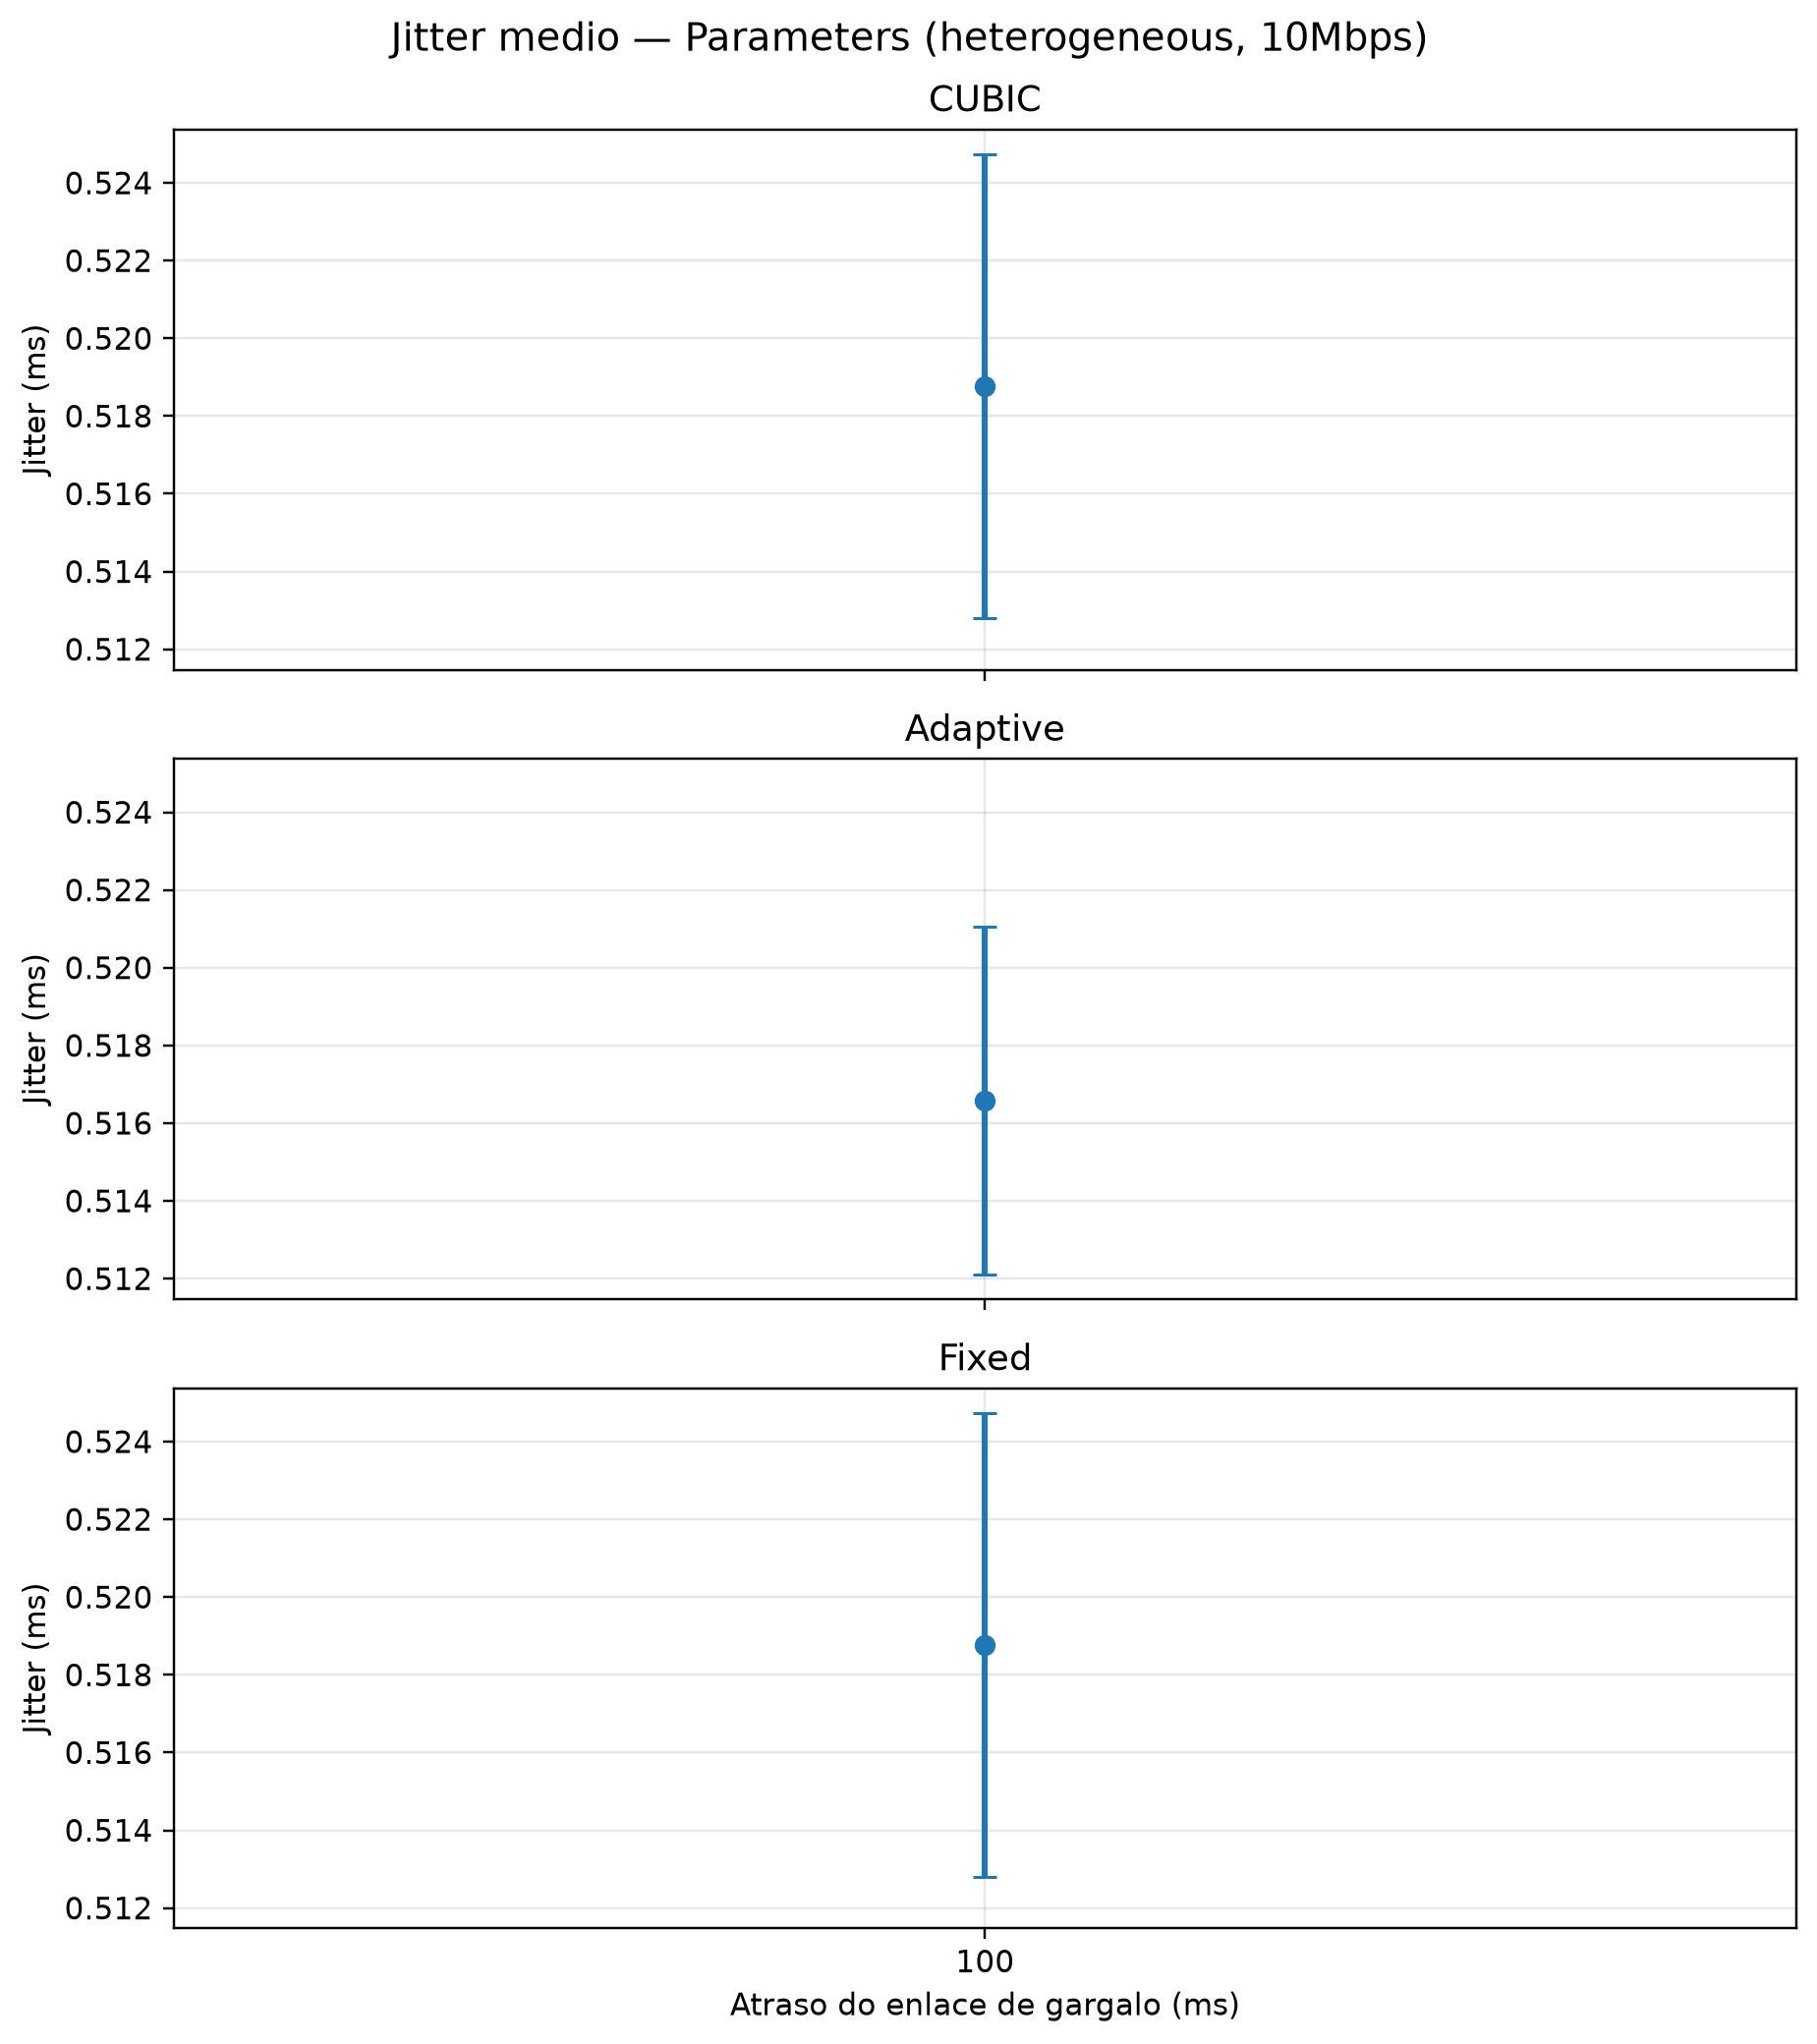 Jitter medio — Parameters (heterogeneous, 10Mbps)
CUBIC
0.524
0.522
0.520
0.518
0.516
0.514
0.512
Jitter (ms)
Adaptive
0.524
0.522
0.520
0.518
0.516
0.514
0.512
Jitter (ms)
Fixed
0.524
0.522
0.520
0.518
0.516
0.514
0.512
Jitter (ms)
100
Atraso do enlace de gargalo (ms)